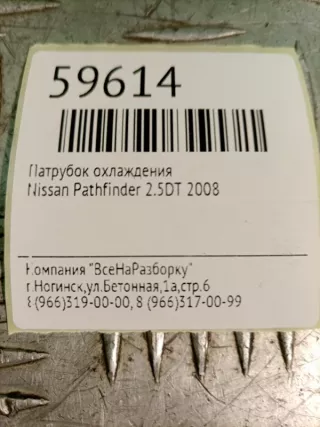 59614
Патрубок охлаждения
Nissan Pathfinder 2.5DT 2008
Компания "ВсеНаРазборку"
г.Ногинск,ул.Бетонная,1а,стр.6
8(966)319-00-00, 8 (966)317-00-99